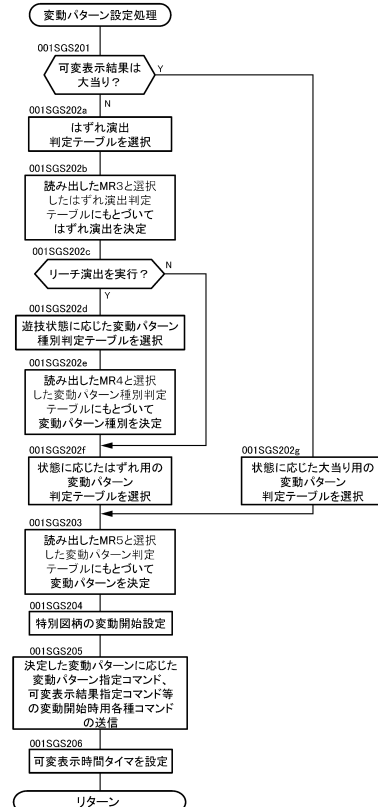 変動パターン設定処理
001SGS201
可変表示結果は
大当り？
Y
N
001SGS202a
はずれ演出
判定テーブルを選択
001SGS202b
読み出したMR3と選択
したはずれ演出判定
テーブルにもとづいて
はずれ演出を決定
001SGS202c
リーチ演出を実行？
N
Y
001SGS202d
遊技状態に応じた変動パターン
種別判定テーブルを選択
001SGS202e
読み出したMR4と選択
した変動パターン種別判定
テーブルにもとづいて
変動パターン種別を決定
001SGS202f
状態に応じたはずれ用の
変動パターン
判定テーブルを選択
001SGS202g
状態に応じた大当り用の
変動パターン
判定テーブルを選択
001SGS203
読み出したMR5と選択
した変動パターン判定
テーブルにもとづいて
変動パターンを決定
001SGS204
特別図柄の変動開始設定
001SGS205
決定した変動パターンに応じた
変動パターン指定コマンド、
可変表示結果指定コマンド等
の変動開始時用各種コマンド
の送信
001SGS206
可変表示時間タイマを設定
リターン